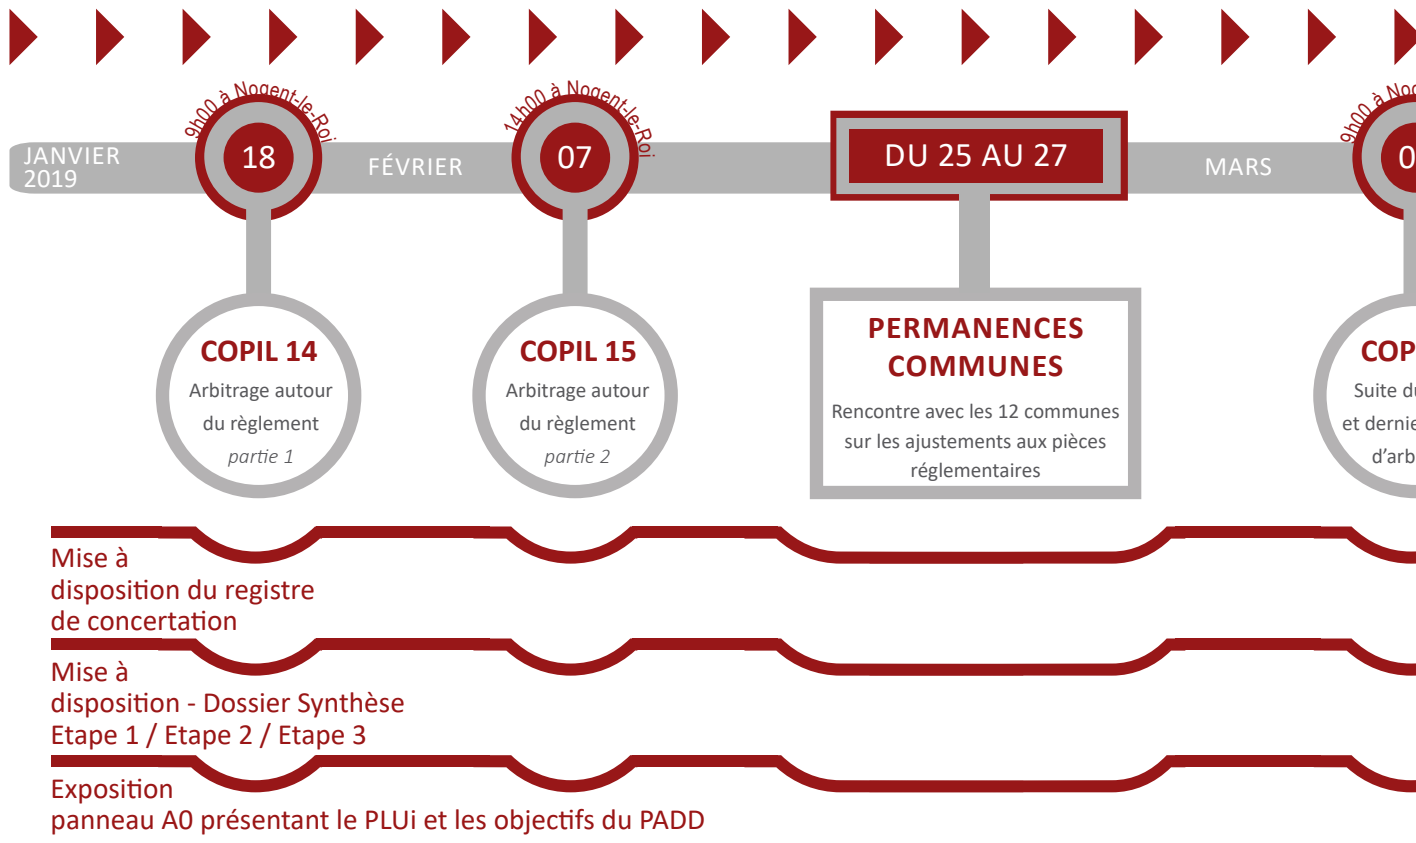 9h00 à Nogent-le-Roi
14h00 à Nogent-le-Roi
9h00 à
JANVIER
2019
18
FÉVRIER
07
DU 25 AU 27
MARS
COPIL 14
Arbitrage autour
du règlement
partie 1
COPIL 15
Arbitrage autour
du règlement
partie 2
PERMANENCES
COMMUNES
Rencontre avec les 12 communes
sur les ajustements aux pièces
réglementaires
Suite
et
Mise à
disposition du registre
de concertation
Mise à
disposition - Dossier Synthèse
Etape 1 / Etape 2 / Etape 3
Exposition
panneau A0 présentant le PLUi et les objectifs du PADD